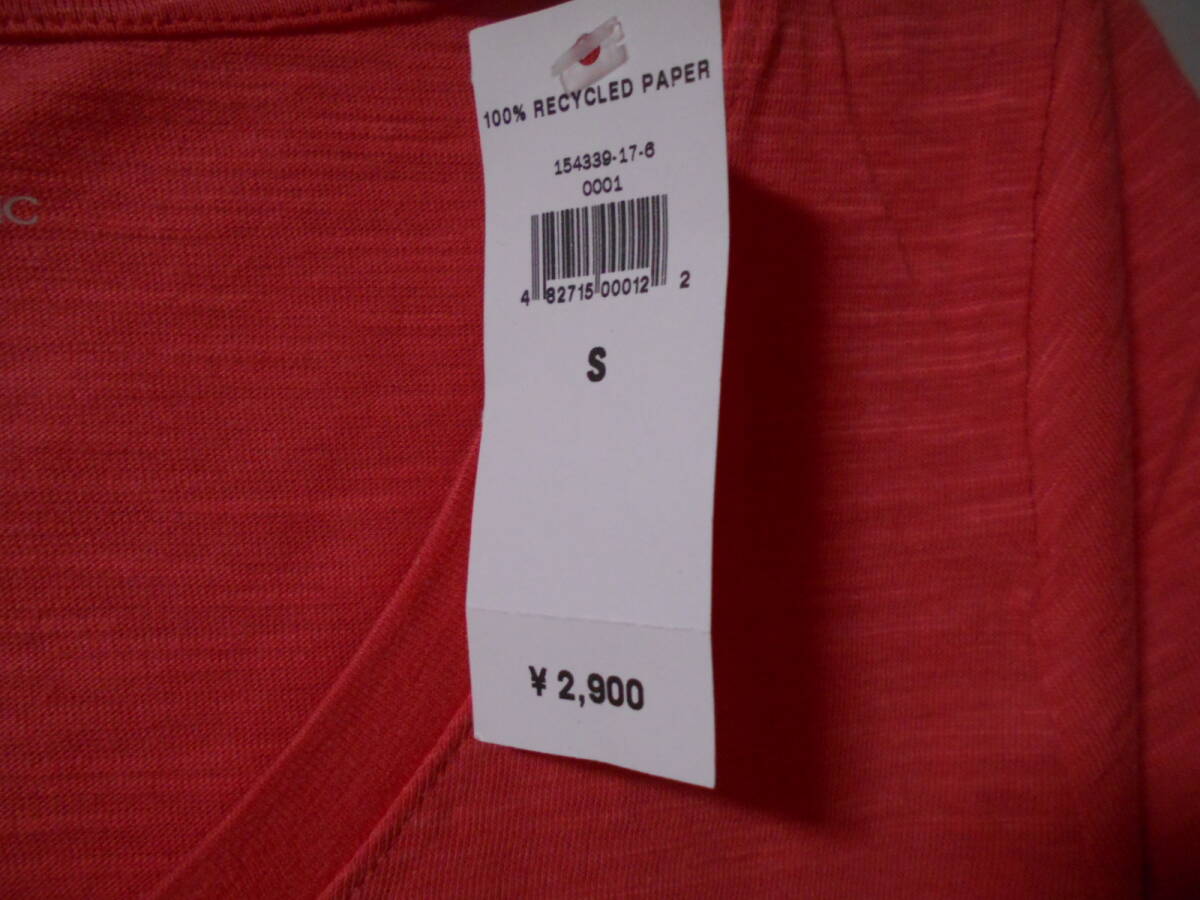 100% RECYCLED PAPER
154339-17-6
0001
4 82715 00012 2
S
¥ 2,900